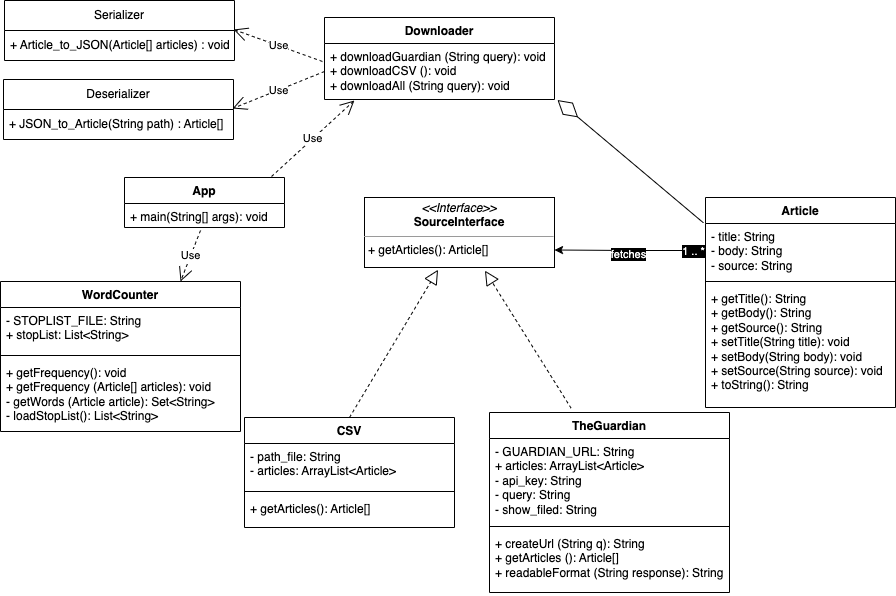 Serializer
+ Article_to_JSON(Article[] articles) : void
Deserializer
+ JSON_to_Article(String path) : Article[]
Use
Use
Downloader
+ downloadGuardian (String query): void
+ downloadCSV (): void
+ downloadAll (String query): void
Use
App
+ main(String[] args): void
Use
<<Interface>>
SourceInterface
+ getArticles(): Article[]
fetches
1 .. *
Article
- title: String
- body: String
- source: String
+ getTitle(): String
+ getBody(): String
+ getSource(): String
+ setTitle(String title): void
+ setBody(String body): void
+ setSource(String source): void
+ toString(): String
WordCounter
- STOPLIST_FILE: String
+ stopList: List<String>
+ getFrequency(): void
+ getFrequency (Article[] articles): void
- getWords (Article article): Set<String>
- loadStopList(): List<String>
CSV
- path_file: String
- articles: ArrayList<Article>
+ getArticles(): Article[]
TheGuardian
- GUARDIAN_URL: String
+ articles: ArrayList<Article>
- api_key: String
- query: String
- show_filed: String
+ createUrl (String q): String
+ getArticles (): Article[]
+ readableFormat (String response): String